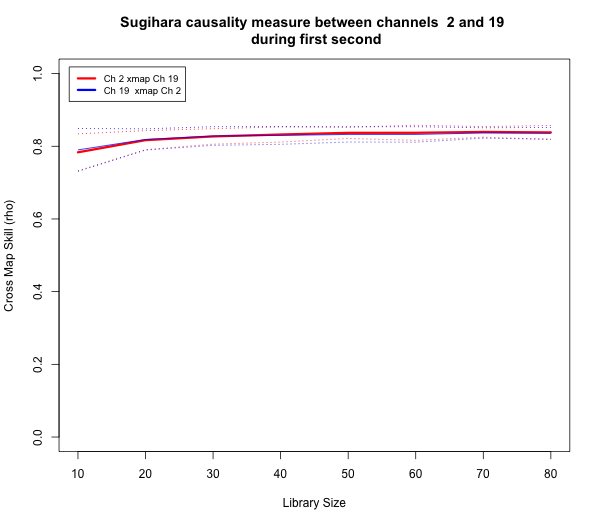 Sugihara causality measure between channels  2 and 19
during first second
Ch 2 xmap Ch 19
Ch 19  xmap Ch 2
1.0
0.8
0.6
0.4
0.2
0.0
Cross Map Skill (rho)
10 20 30 40 50 60 70 80
Library Size